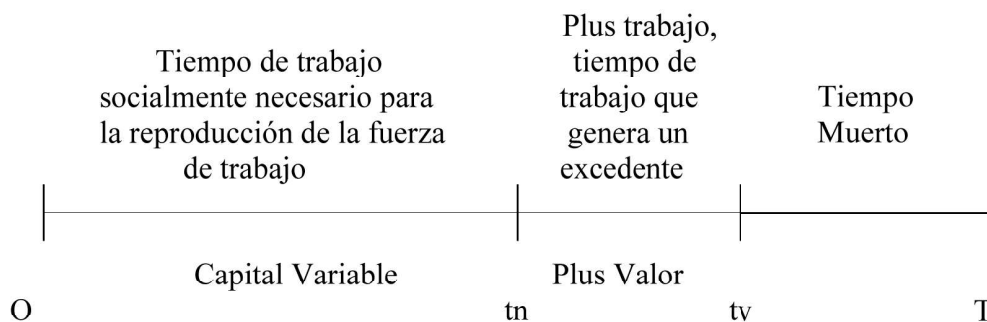 Tiempo de trabajo
socialmente necesario para
la reproducción de la fuerza
de trabajo
Plus trabajo,
tiempo de
trabajo que
genera un
excedente
Tiempo
Muerto
Capital Variable
Plus Valor
O
tn
tv
T